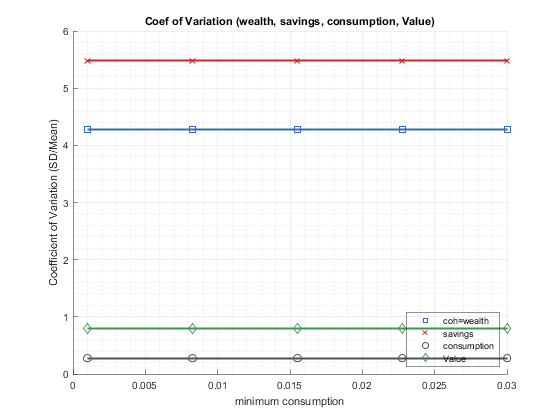 Coef of Variation (wealth, savings, consumption, Value)
6
5
4
3
2
1
0
Coefficient of Variation (SD/Mean)
coh=wealth
savings
consumption
Value
0 0.005 0.01 0.015 0.02 0.025 0.03
minimum consumption